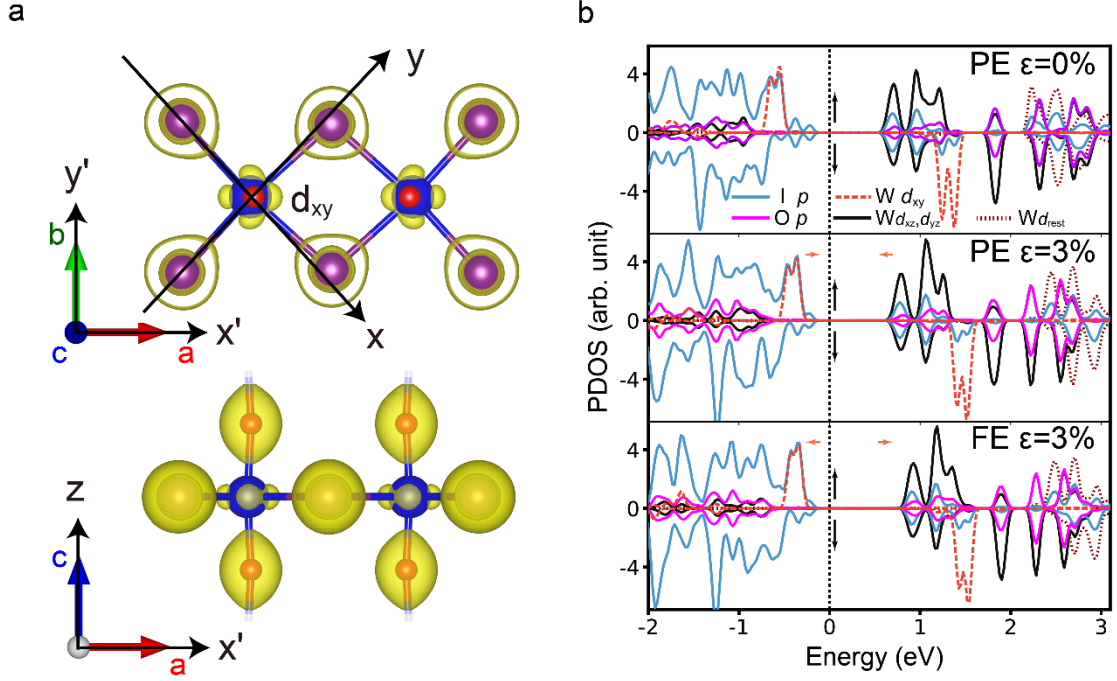 a
y
y'
d_xy
b
c
a
x'
x
z
c
a
x'
b
PDOS (arb. unit)
4
0
-4
PE ε=0%
I p
W d_xy
O p
W d_xz,d_yz
W d_rest
4
0
-4
PE ε=3%
4
0
-4
FE ε=3%
-2
-1
0
1
2
3
Energy (eV)